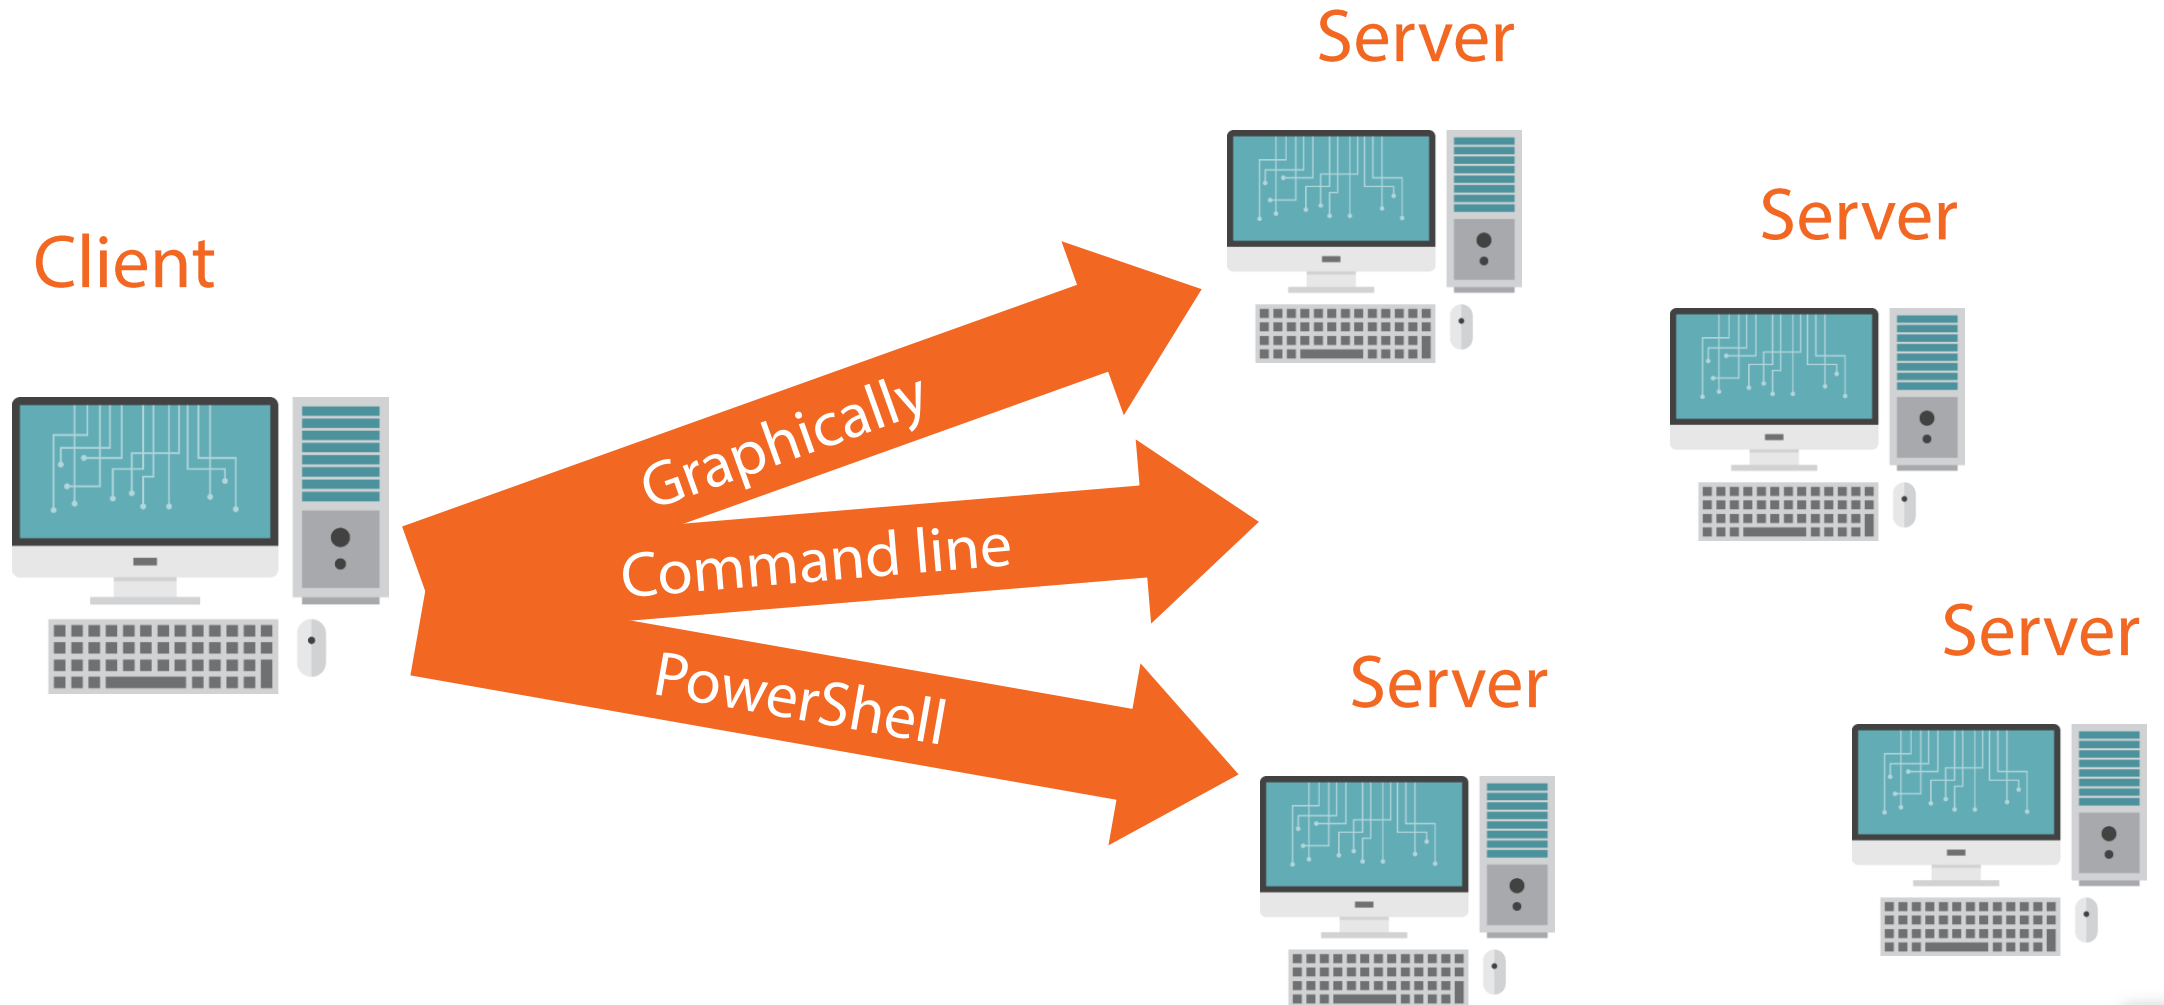 Server
Server
Client
Graphically
Command line
PowerShell
Server
Server